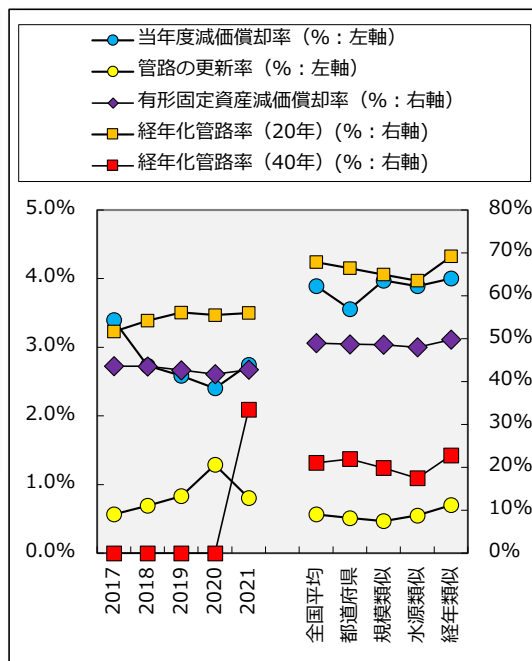 当年度減価償却率（%：左軸）
管路の更新率（%：左軸）
有形固定資産減価償却率（%：右軸）
経年化管路率（20年）(%：右軸)
経年化管路率（40年）(%：右軸)
5.0%
4.0%
3.0%
2.0%
1.0%
0.0%
80%
70%
60%
50%
40%
30%
20%
10%
0%
2017
2018
2019
2020
2021
全国平均
都道府県
規模類似
水源類似
経年類似